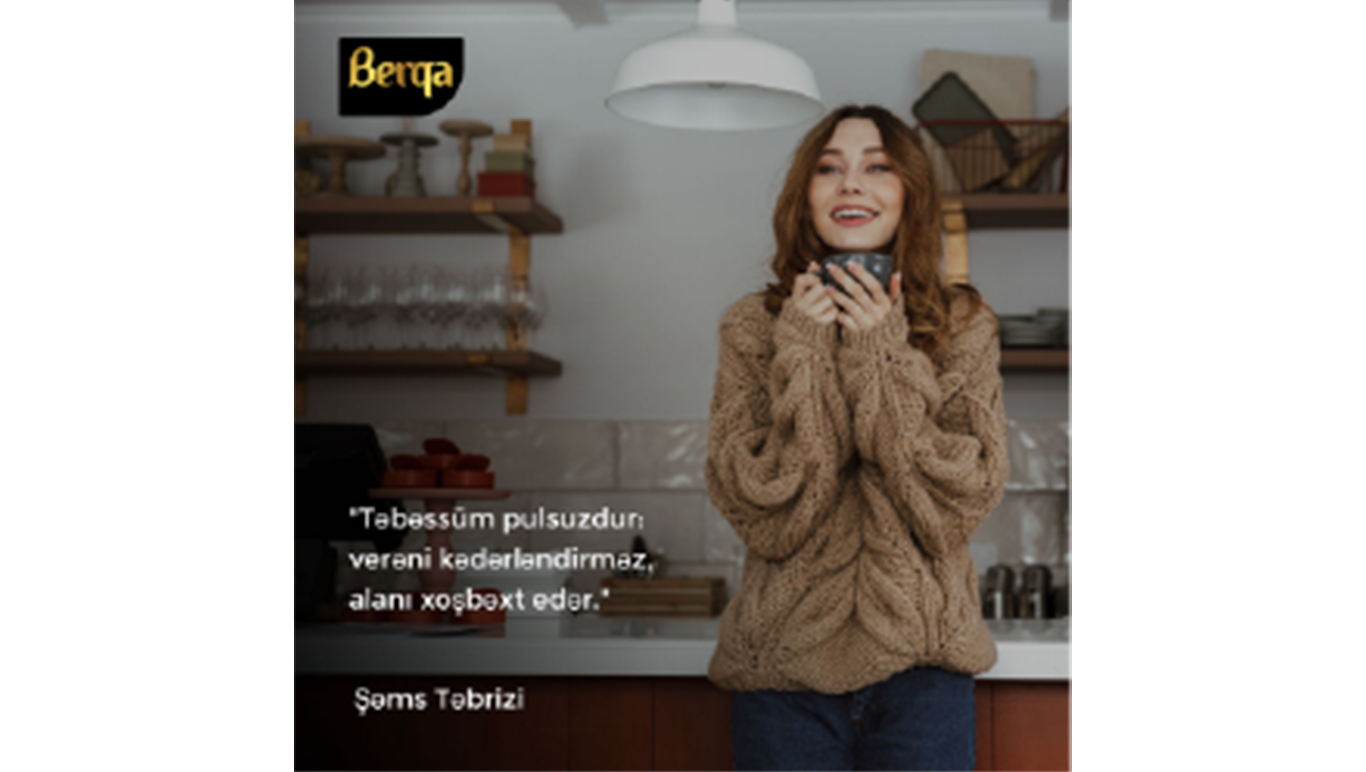 Berqa
"Təbəssüm pulsuzdur:
verəni kədərləndirməz,
alanı xoşbəxt edər."
Şəms Təbrizi